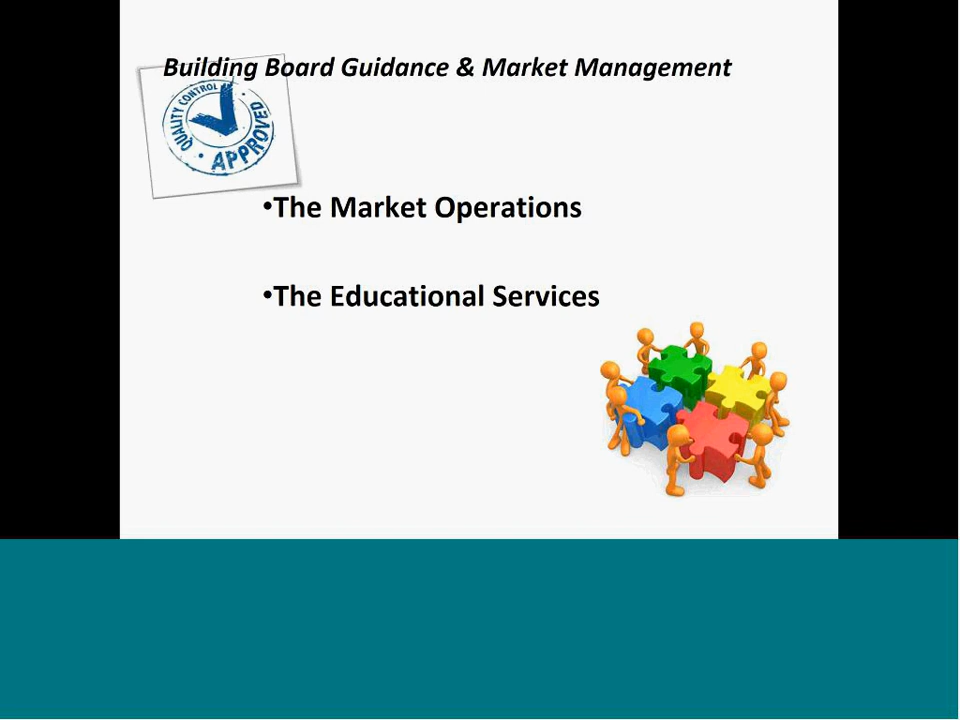 Building Board Guidance & Market Management
QUALITY CONTROL
• APPROVED •
•The Market Operations
•The Educational Services